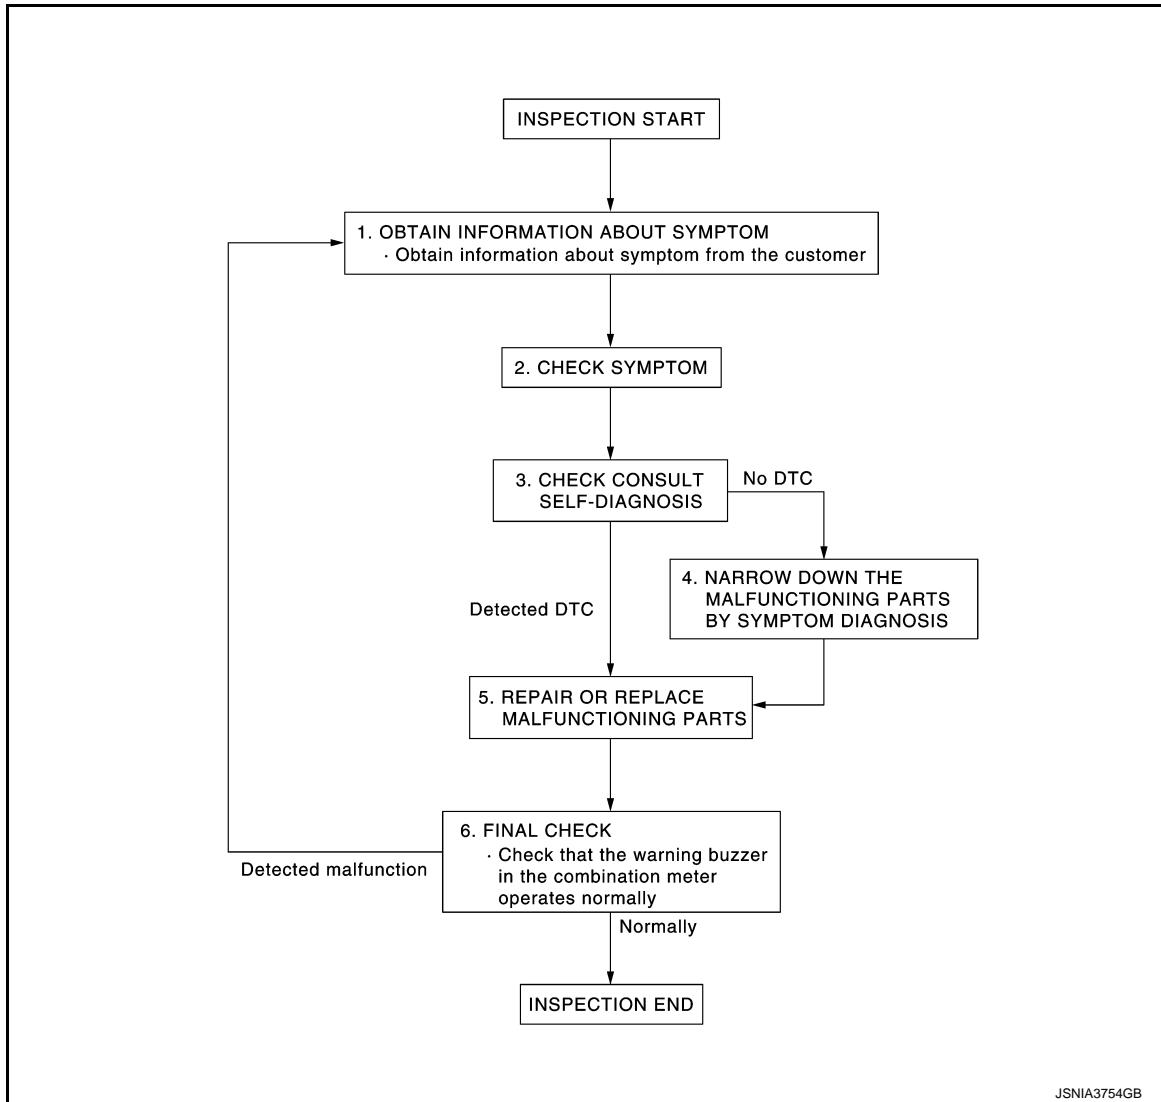 INSPECTION START
1. OBTAIN INFORMATION ABOUT SYMPTOM
· Obtain information about symptom from the customer
2. CHECK SYMPTOM
3. CHECK CONSULT
SELF-DIAGNOSIS
No DTC
4. NARROW DOWN THE
MALFUNCTIONING PARTS
BY SYMPTOM DIAGNOSIS
Detected DTC
5. REPAIR OR REPLACE
MALFUNCTIONING PARTS
6. FINAL CHECK
· Check that the warning buzzer
in the combination meter
operates normally
Detected malfunction
Normally
INSPECTION END
JSNIA3754GB